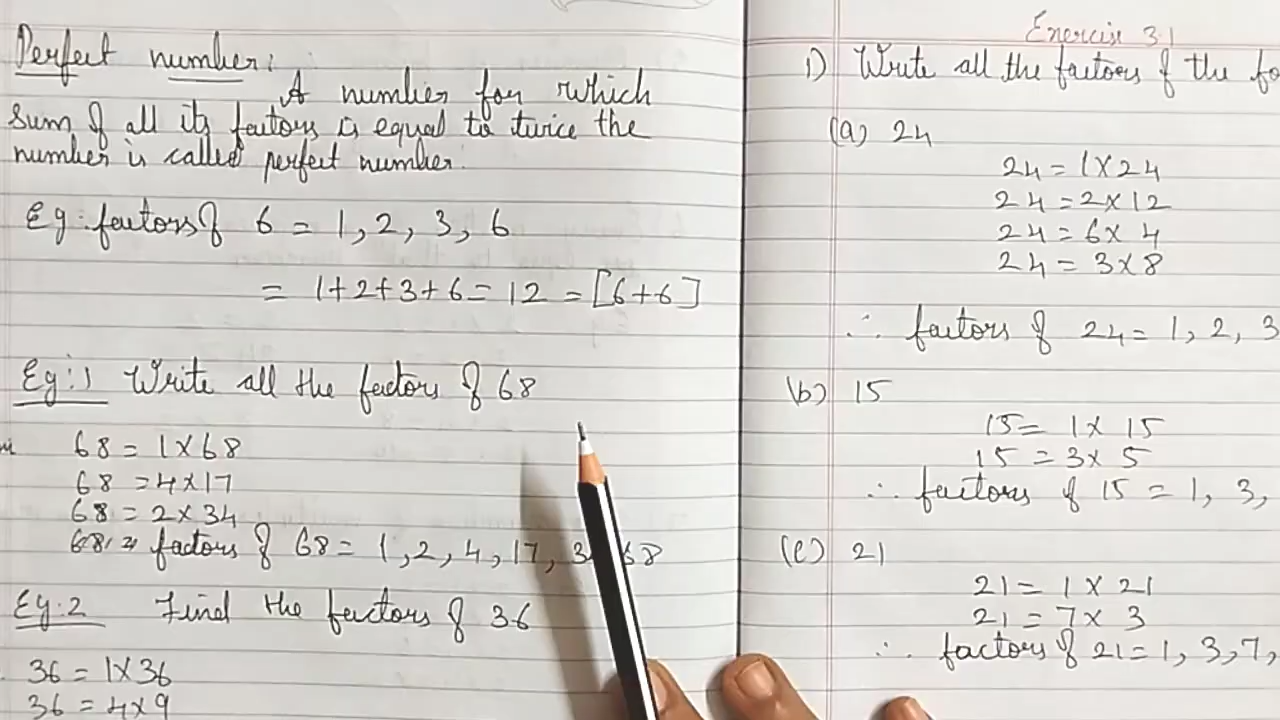 Perfect number:
A number for which
sum of all its factors is equal to twice the
number is called perfect number.
Eg: factors of 6 = 1, 2, 3, 6
= 1+2+3+6 = 12 = [6+6]
Eg:1 Write all the factors of 68
68 = 1 x 68
68 = 4 x 17
68 = 2 x 34
factors of 68 = 1, 2, 4, 17, 68
Eg:2 Find the factors of 36
36 = 1 x 36
36 = 4 x 9
Exercise 3.1
1) Write all the factors of the
(a) 24
24 = 1 x 24
24 = 2 x 12
24 = 6 x 4
24 = 3 x 8
∴ factors of 24 = 1, 2, 3
(b) 15
15 = 1 x 15
15 = 3 x 5
∴ factors of 15 = 1, 3,
(c) 21
21 = 1 x 21
21 = 7 x 3
∴ factors of 21 = 1, 3, 7,